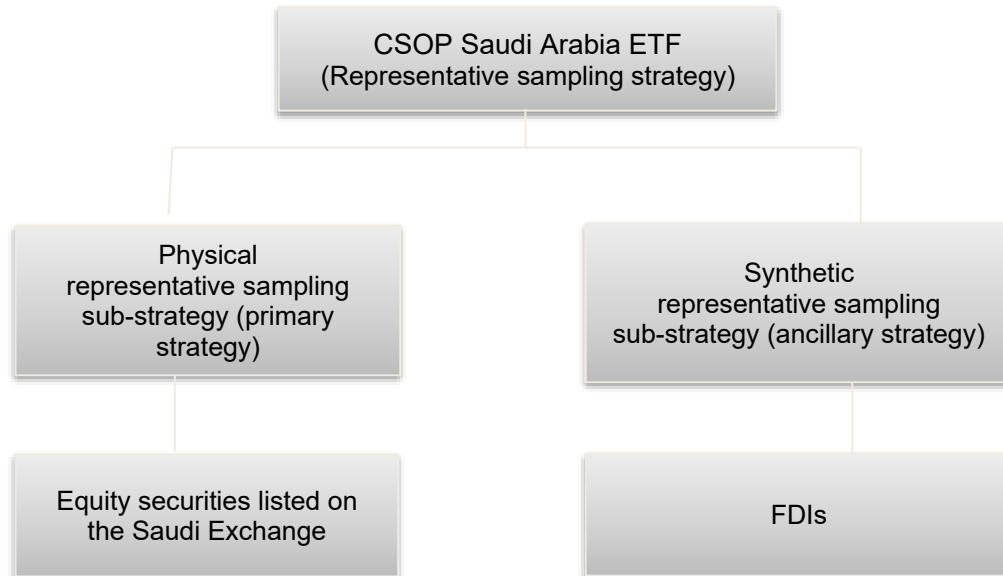 CSOP Saudi Arabia ETF
(Representative sampling strategy)
Physical
representative sampling
sub-strategy (primary
strategy)
Synthetic
representative sampling
sub-strategy (ancillary strategy)
Equity securities listed on
the Saudi Exchange
FDIs